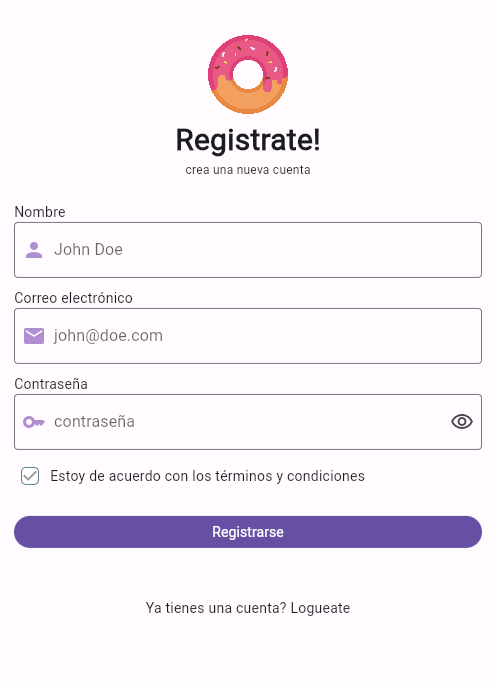 Registrate!
crea una nueva cuenta
Nombre
John Doe
Correo electrónico
john@doe.com
Contraseña
contraseña
Estoy de acuerdo con los términos y condiciones
Registrarse
Ya tienes una cuenta? Logueate